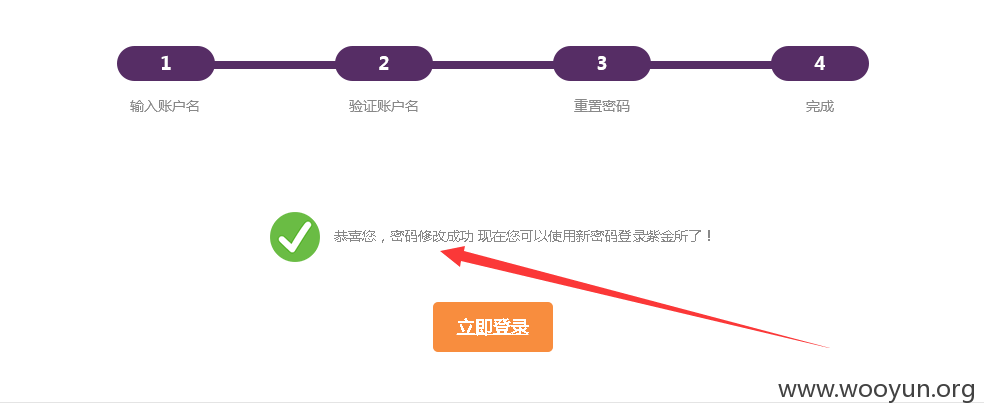 1 2 3 4
输入账户名 验证账户名 重置密码 完成
恭喜您，密码修改成功 现在您可以使用新密码登录紫金所了！
立即登录
www.wooyun.org